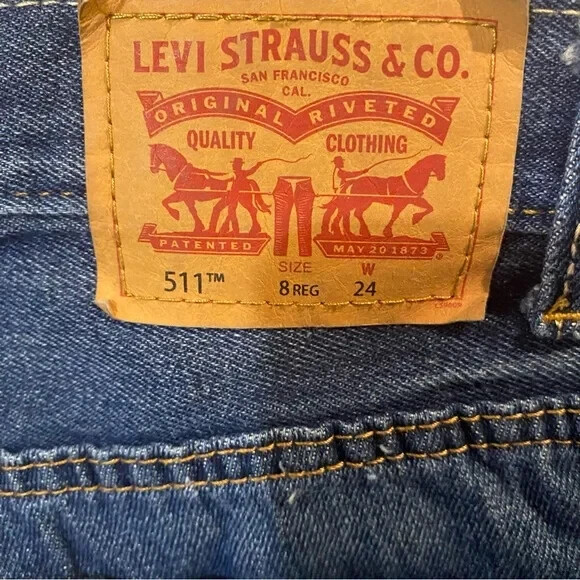 LEVI STRAUSS & CO.
SAN FRANCISCO
CAL.
ORIGINAL RIVETED
QUALITY CLOTHING
PATENTED MAY 20 1873
SIZE W
511™ 8 REG 24